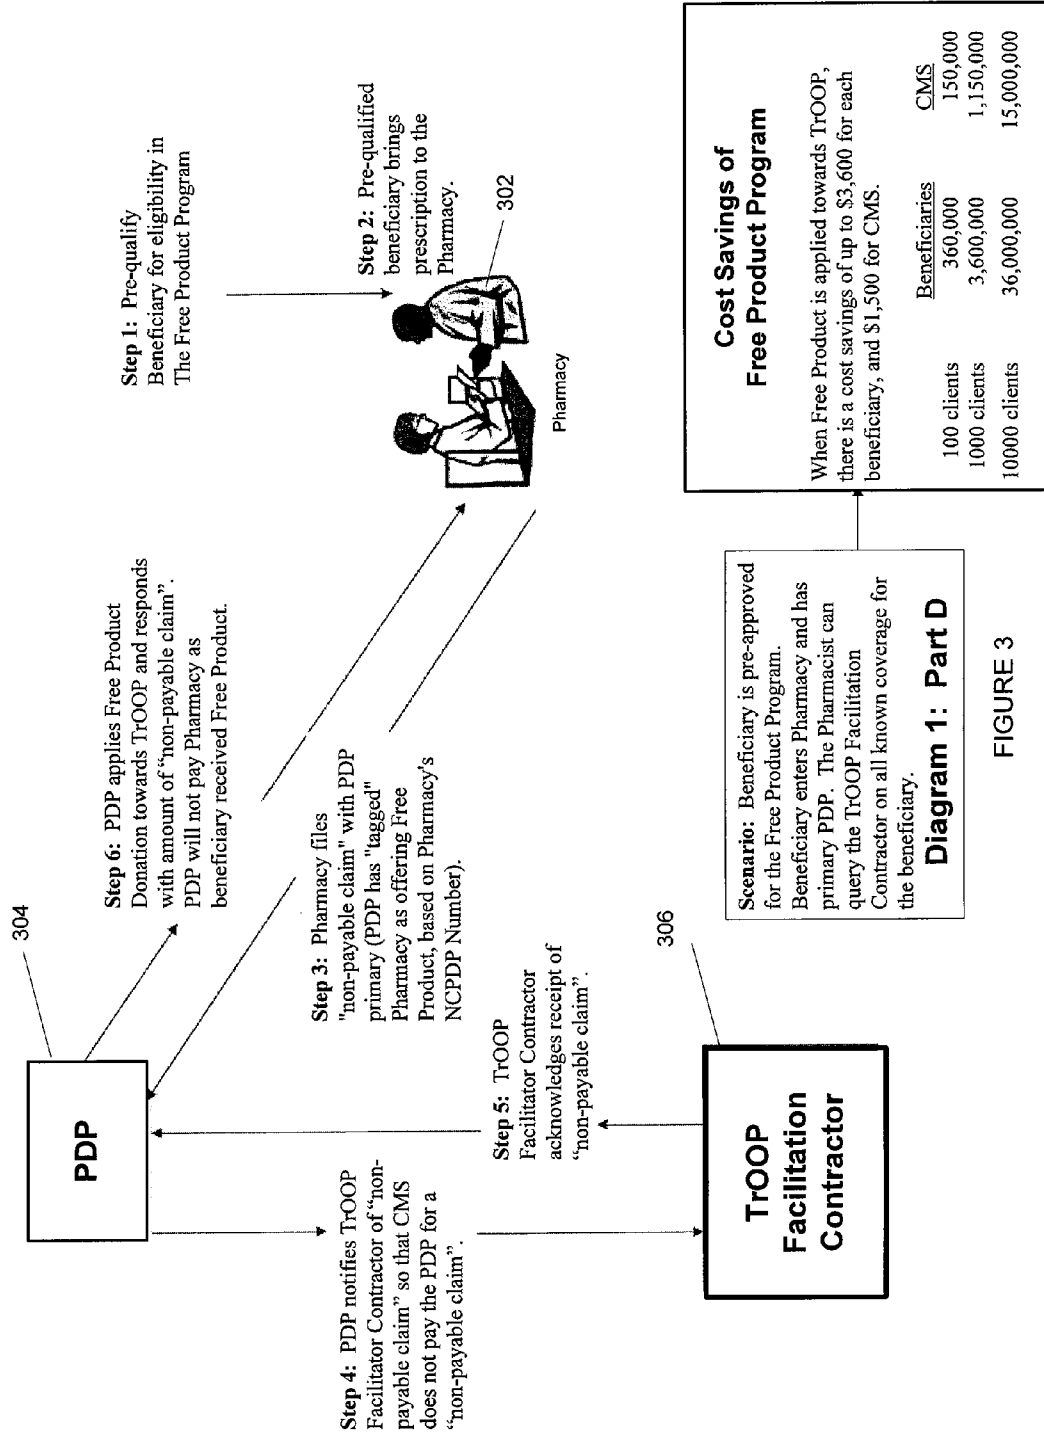 304
PDP
Step 6: PDP applies Free Product
Donation towards TrOOP and responds
with amount of “non-payable claim”.
PDP will not pay Pharmacy as
beneficiary received Free Product.
Step 1: Pre-qualify
Beneficiary for eligibility in
The Free Product Program
Step 2: Pre-qualified
beneficiary brings
prescription to the
Pharmacy.
302
Pharmacy
Step 3: Pharmacy files
"non-payable claim" with PDP
primary (PDP has "tagged"
Pharmacy as offering Free
Product, based on Pharmacy's
NCPDP Number).
Step 4: PDP notifies TrOOP
Facilitator Contractor of “non-
payable claim” so that CMS
does not pay the PDP for a
“non-payable claim”.
Step 5: TrOOP
Facilitator Contractor
acknowledges receipt of
“non-payable claim”.
306
TrOOP
Facilitation
Contractor
Scenario: Beneficiary is pre-approved
for the Free Product Program.
Beneficiary enters Pharmacy and has
primary PDP. The Pharmacist can
query the TrOOP Facilitation
Contractor on all known coverage for
the beneficiary.
Diagram 1: Part D
Cost Savings of
Free Product Program
When Free Product is applied towards TrOOP,
there is a cost savings of up to $3,600 for each
beneficiary, and $1,500 for CMS.
Beneficiaries CMS
100 clients 360,000 150,000
1000 clients 3,600,000 1,150,000
10000 clients 36,000,000 15,000,000
FIGURE 3